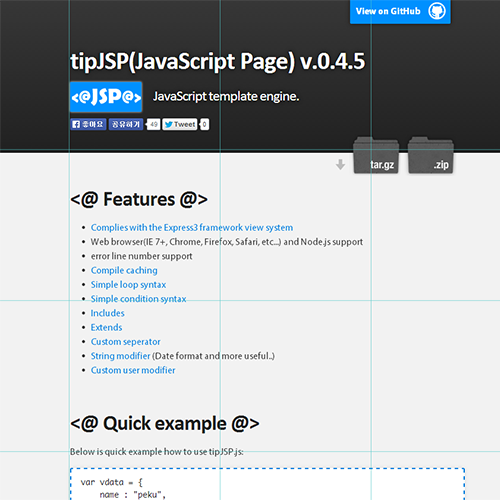 View on GitHub
tipJSP(JavaScript Page) v.0.4.5
<@JSP@>
JavaScript template engine.
좋아요 공유하기 49 Tweet 0
tar.gz .zip
<@ Features @>
Complies with the Express3 framework view system
Web browser(IE 7+, Chrome, Firefox, Safari, etc...) and Node.js support
error line number support
Compile caching
Simple loop syntax
Simple condition syntax
Includes
Extends
Custom seperator
String modifier (Date format and more useful..)
Custom user modifier
<@ Quick example @>
Below is quick example how to use tipJSP.js:
var vdata = {
name : "peku",